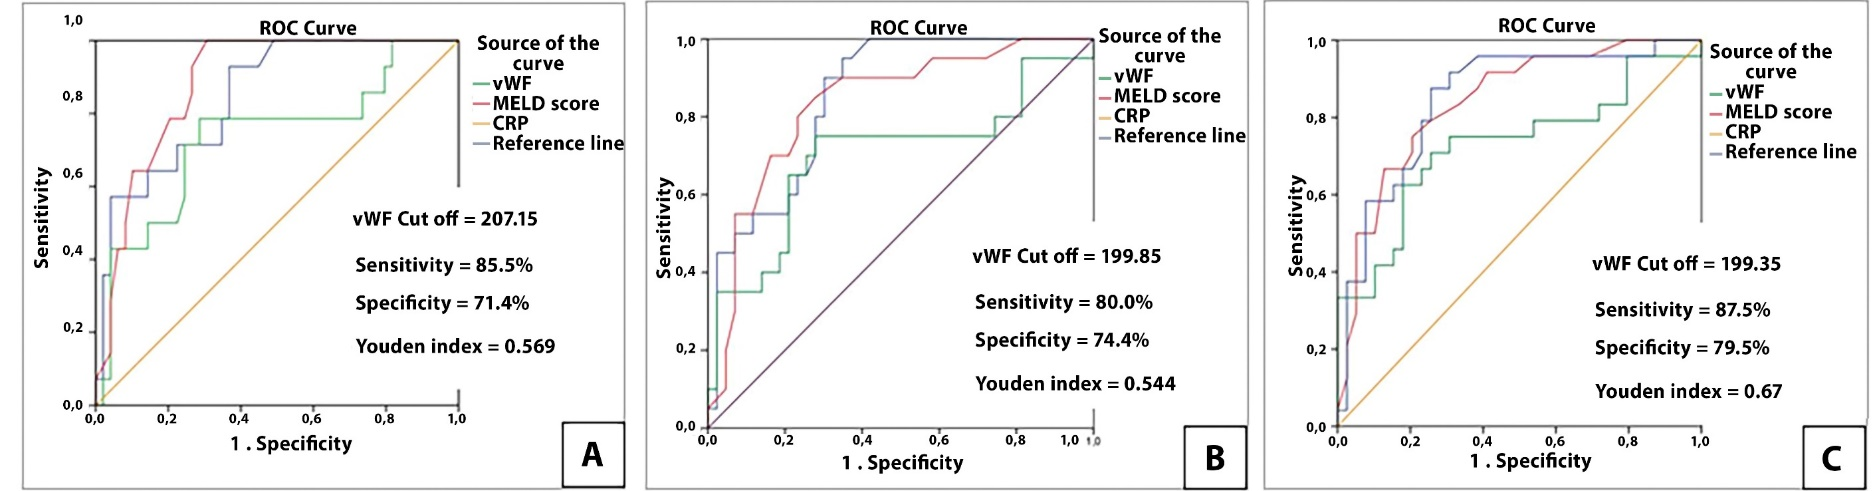 ROC Curve
1,0
0,8
0,6
0,4
0,2
0,0
Sensitivity
0,0 0,2 0,4 0,6 0,8 1,0
1 . Specificity
Source of the
curve
vWF
MELD score
CRP
Reference line
vWF Cut off = 207.15
Sensitivity = 85.5%
Specificity = 71.4%
Youden index = 0.569
A
ROC Curve
1,0
0,8
0,6
0,4
0,2
0,0
Sensitivity
0,0 0,2 0,4 0,6 0,8 1,0 1,0
1 . Specificity
Source of the
curve
vWF
MELD score
CRP
Reference line
vWF Cut off = 199.85
Sensitivity = 80.0%
Specificity = 74.4%
Youden index = 0.544
B
ROC Curve
1,0
0,8
0,6
0,4
0,2
0,0
Sensitivity
0,0 0,2 0,4 0,6 0,8 1,0
1 . Specificity
Source of the
curve
vWF
MELD score
CRP
Reference line
vWF Cut off = 199.35
Sensitivity = 87.5%
Specificity = 79.5%
Youden index = 0.67
C